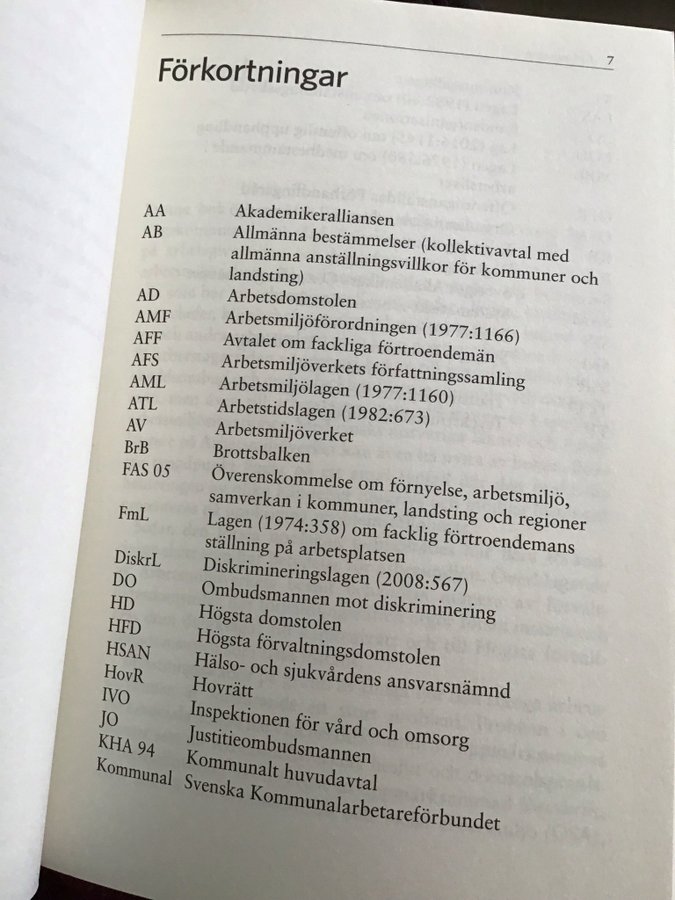 7
Förkortningar
AA Akademikeralliansen
AB Allmänna bestämmelser (kollektivavtal med
allmänna anställningsvillkor för kommuner och
landsting)
AD Arbetsdomstolen
AMF Arbetsmiljöförordningen (1977:1166)
AFF Avtalet om fackliga förtroendemän
AFS Arbetsmiljöverkets författningssamling
AML Arbetsmiljölagen (1977:1160)
ATL Arbetstidslagen (1982:673)
AV Arbetsmiljöverket
BrB Brottsbalken
FAS 05 Överenskommelse om förnyelse, arbetsmiljö,
samverkan i kommuner, landsting och regioner
FmL Lagen (1974:358) om facklig förtroendemans
ställning på arbetsplatsen
DiskrL Diskrimineringslagen (2008:567)
DO Ombudsmannen mot diskriminering
HD Högsta domstolen
HFD Högsta förvaltningsdomstolen
HSAN Hälso- och sjukvårdens ansvarsnämnd
HovR Hovrätt
IVO Inspektionen för vård och omsorg
JO Justitieombudsmannen
KHA 94 Kommunalt huvudavtal
Kommunal Svenska Kommunalarbetareförbundet